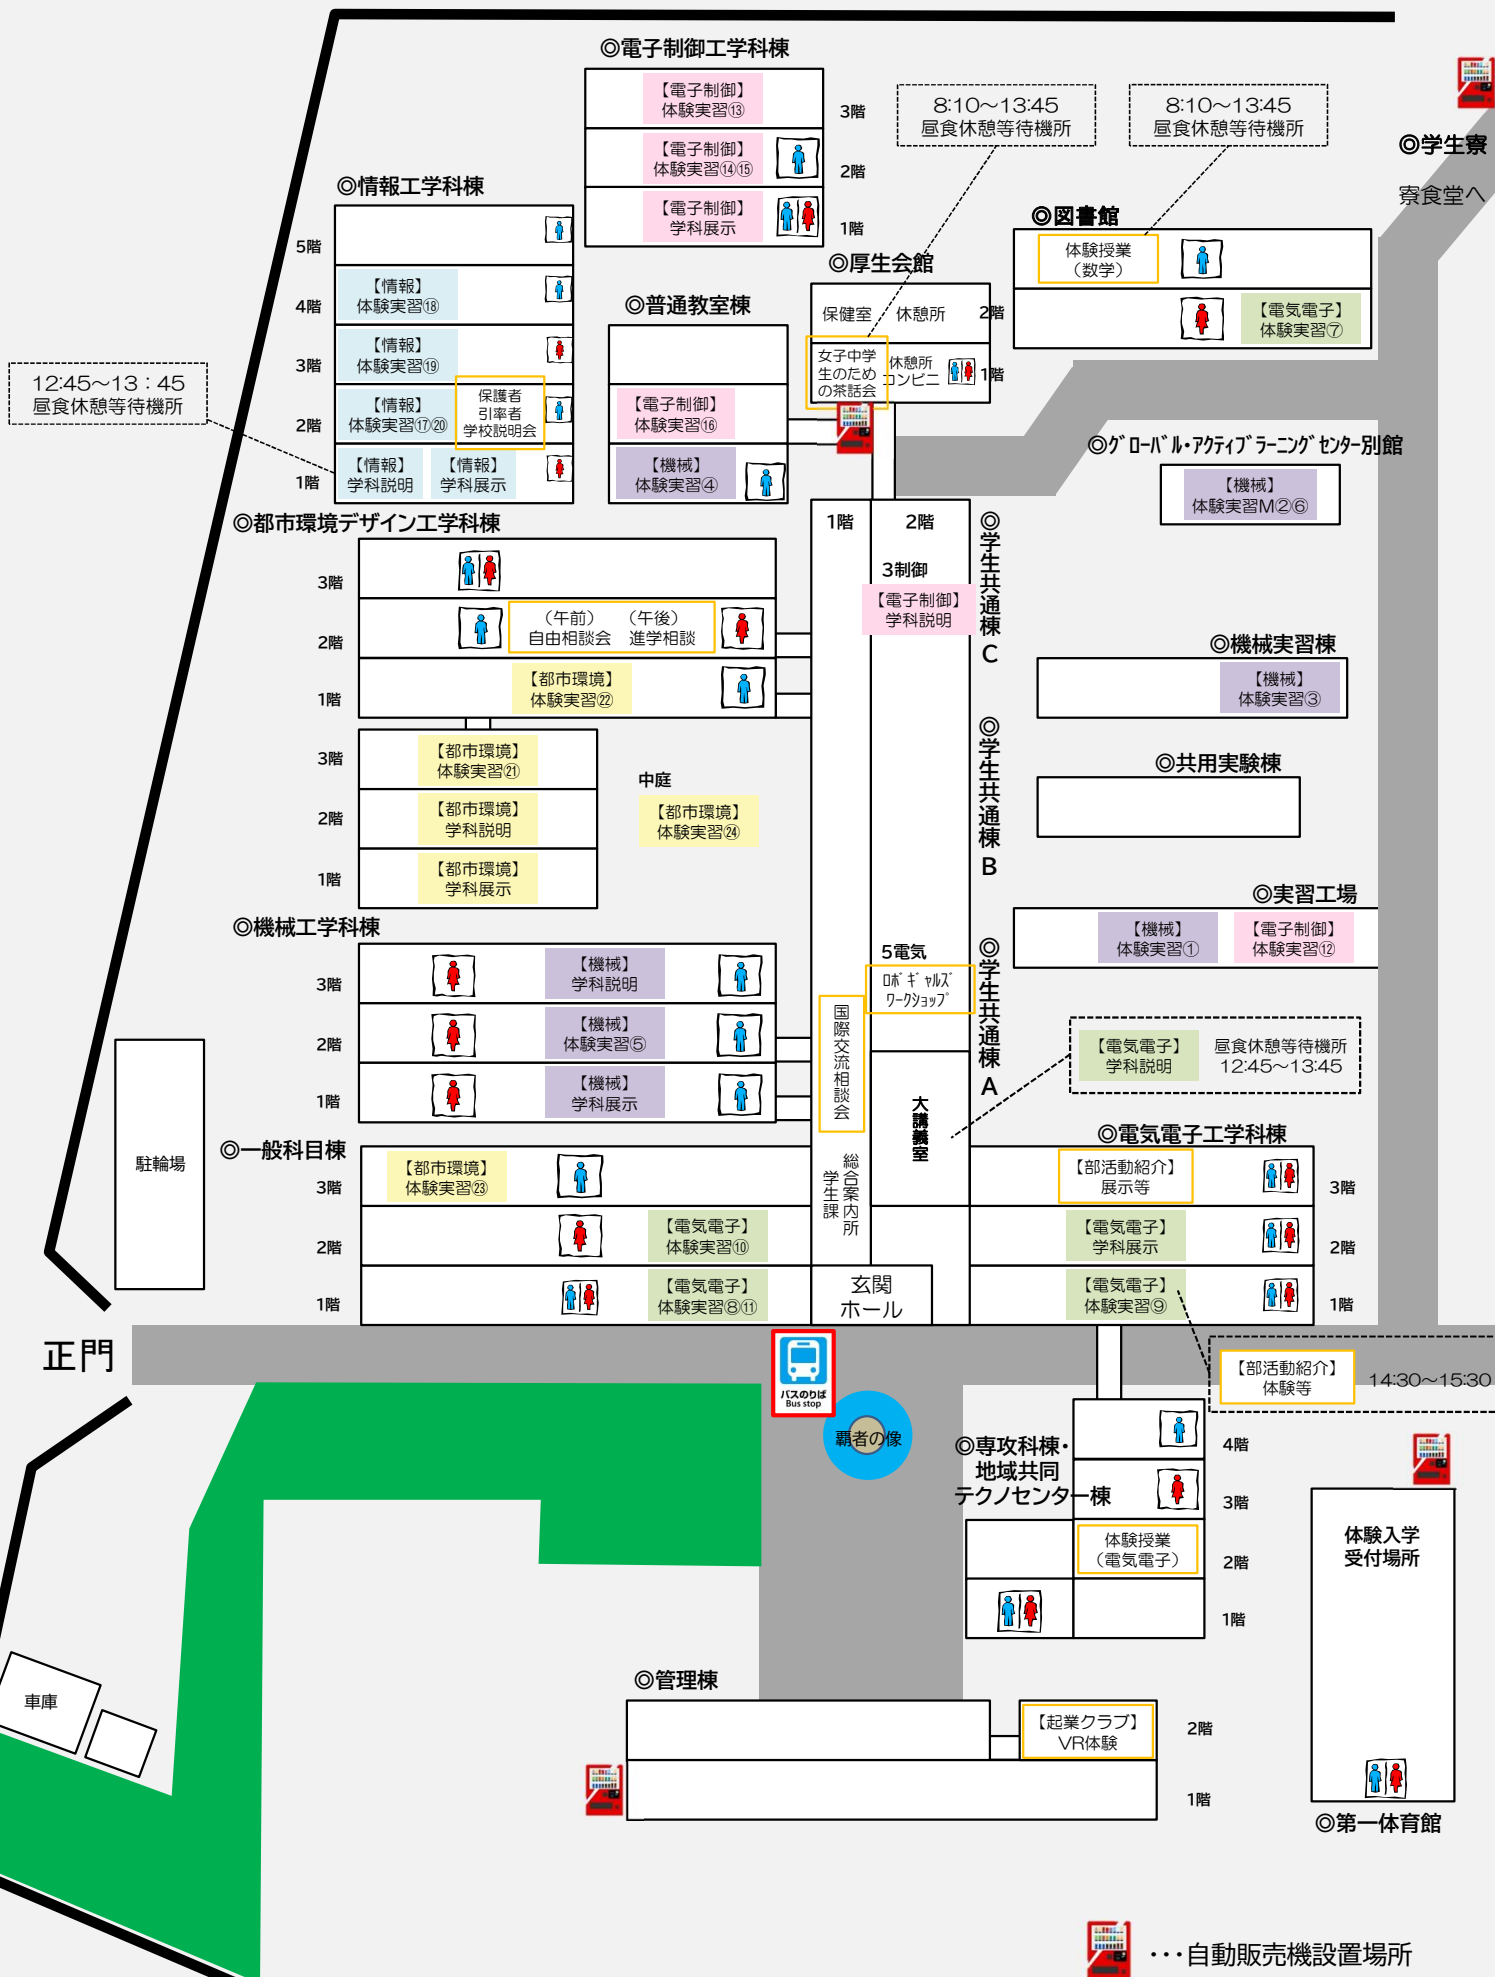 ◎電子制御工学科棟
【電子制御】
体験実習⑬
3階
【電子制御】
体験実習⑭⑮
2階
【電子制御】
学科展示
1階
8:10～13:45
昼食休憩等待機所
8:10～13:45
昼食休憩等待機所
◎学生寮
寮食堂へ
◎情報工学科棟
5階
4階
【情報】
体験実習⑱
3階
【情報】
体験実習⑲
2階
【情報】
体験実習⑰⑳
保護者
引率者
学校説明会
1階
【情報】
学科説明
【情報】
学科展示
12:45～13：45
昼食休憩等待機所
◎図書館
体験授業
（数学）
【電気電子】
体験実習⑦
◎厚生会館
保健室
休憩所
2階
女子中学
生のため
の茶話会
休憩所
コンビニ
1階
◎普通教室棟
【電子制御】
体験実習⑯
【機械】
体験実習④
◎グローバル・アクティブラーニングセンター別館
【機械】
体験実習M②⑥
◎都市環境デザイン工学科棟
3階
2階
（午前）
自由相談会
（午後）
進学相談
1階
【都市環境】
体験実習㉒
3階
【都市環境】
体験実習㉑
2階
【都市環境】
学科説明
1階
【都市環境】
学科展示
中庭
【都市環境】
体験実習㉔
1階
2階
3制御
【電子制御】
学科説明
◎学生共通棟C
◎学生共通棟B
◎学生共通棟A
5電気
ロボギャルズ
ワークショップ
国際交流相談会
大講義室
総合案内所
学生課
玄関
ホール
◎機械実習棟
【機械】
体験実習③
◎共用実験棟
◎実習工場
【機械】
体験実習①
【電子制御】
体験実習⑫
【電気電子】
学科説明
昼食休憩等待機所
12:45～13:45
◎機械工学科棟
3階
【機械】
学科説明
2階
【機械】
体験実習⑤
1階
【機械】
学科展示
駐輪場
◎一般科目棟
3階
【都市環境】
体験実習㉓
2階
【電気電子】
体験実習⑩
1階
【電気電子】
体験実習⑧⑪
◎電気電子工学科棟
【部活動紹介】
展示等
3階
【電気電子】
学科展示
2階
【電気電子】
体験実習⑨
1階
正門
バスのりば
Bus stop
覇者の像
【部活動紹介】
体験等
14:30～15:30
◎専攻科棟・
地域共同
テクノセンター棟
4階
3階
体験授業
（電気電子）
2階
1階
体験入学
受付場所
◎第一体育館
車庫
◎管理棟
【起業クラブ】
VR体験
2階
1階
・・・自動販売機設置場所